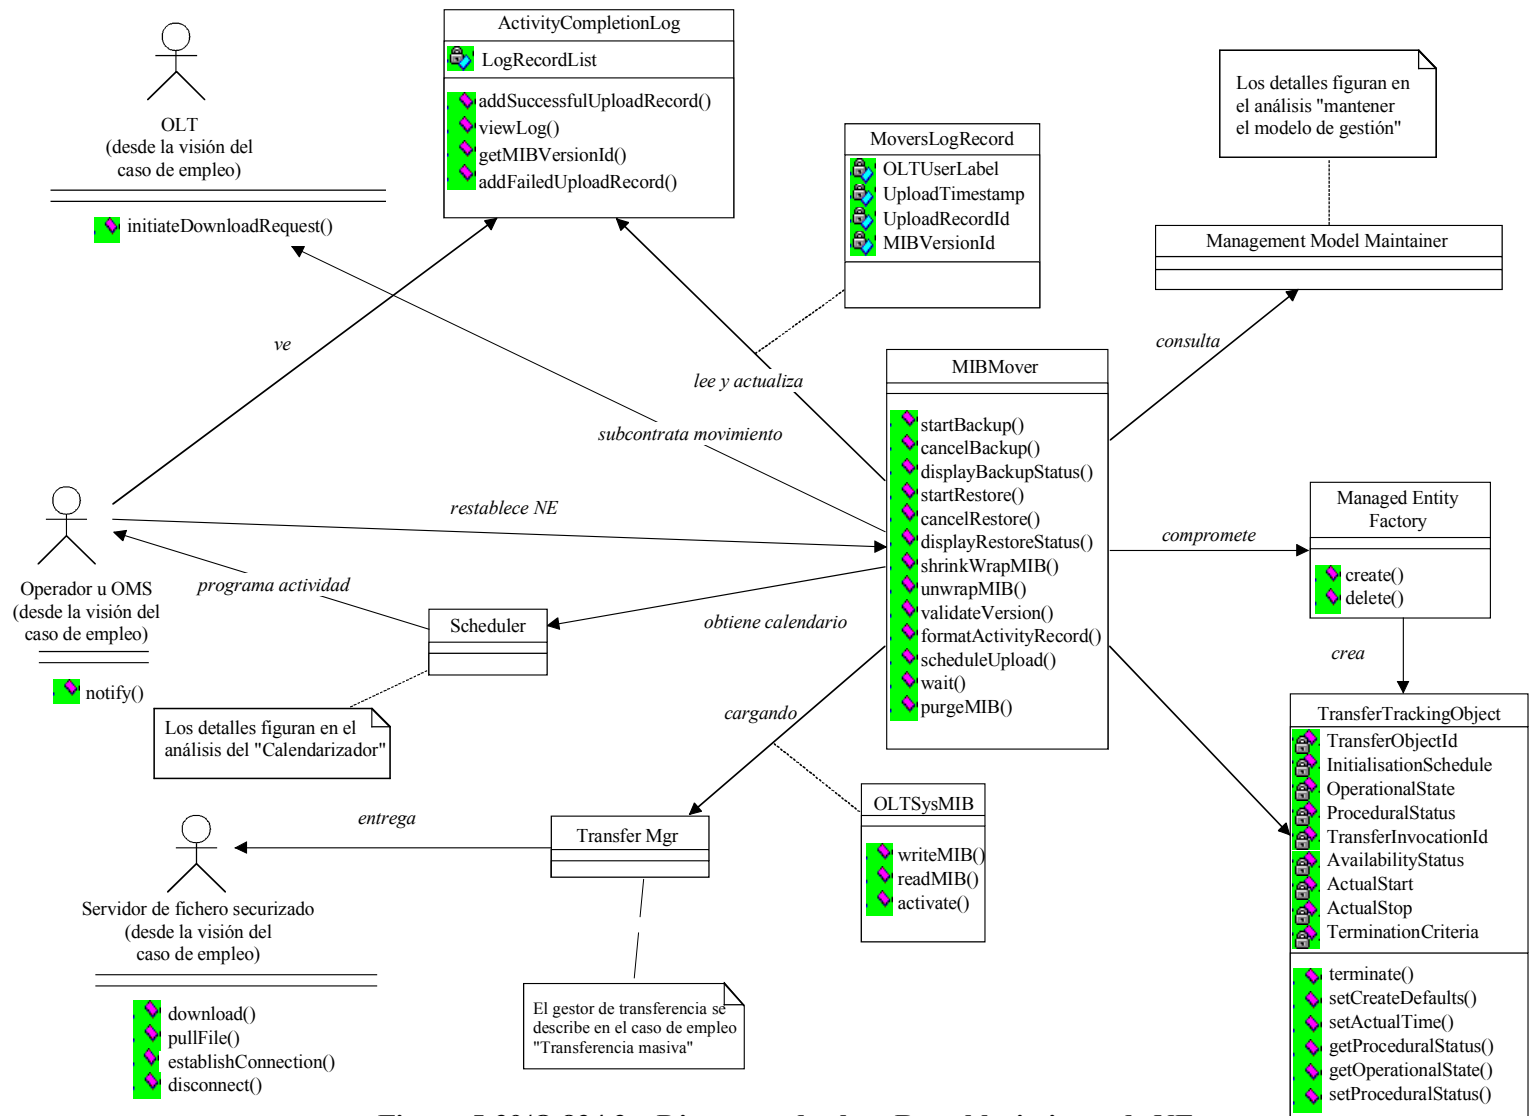 ActivityCompletionLog
LogRecordList
addSuccessfulUploadRecord()
viewLog()
getMIBVersionId()
addFailedUploadRecord()
OLT
(desde la visión del
caso de empleo)
initiateDownloadRequest()
MoversLogRecord
OLTUserLabel
UploadTimestamp
UploadRecordId
MIBVersionId
Los detalles figuran en
el análisis "mantener
el modelo de gestión"
Management Model Maintainer
ve
lee y actualiza
subcontrata movimiento
consulta
MIBMover
startBackup()
cancelBackup()
displayBackupStatus()
startRestore()
cancelRestore()
displayRestoreStatus()
shrinkWrapMIB()
unwrapMIB()
validateVersion()
formatActivityRecord()
scheduleUpload()
wait()
purgeMIB()
restablece NE
Operador u OMS
(desde la visión del
caso de empleo)
notify()
programa actividad
Scheduler
obtiene calendario
Los detalles figuran en el
análisis del "Calendarizador"
compromete
Managed Entity
Factory
create()
delete()
crea
TransferTrackingObject
TransferObjectId
InitialisationSchedule
OperationalState
ProceduralStatus
TransferInvocationId
AvailabilityStatus
ActualStart
ActualStop
TerminationCriteria
terminate()
setCreateDefaults()
setActualTime()
getProceduralStatus()
getOperationalState()
setProceduralStatus()
cargando
OLTSysMIB
writeMIB()
readMIB()
activate()
entrega
Transfer Mgr
Servidor de fichero securizado
(desde la visión del
caso de empleo)
download()
pullFile()
establishConnection()
disconnect()
El gestor de transferencia se
describe en el caso de empleo
"Transferencia masiva"